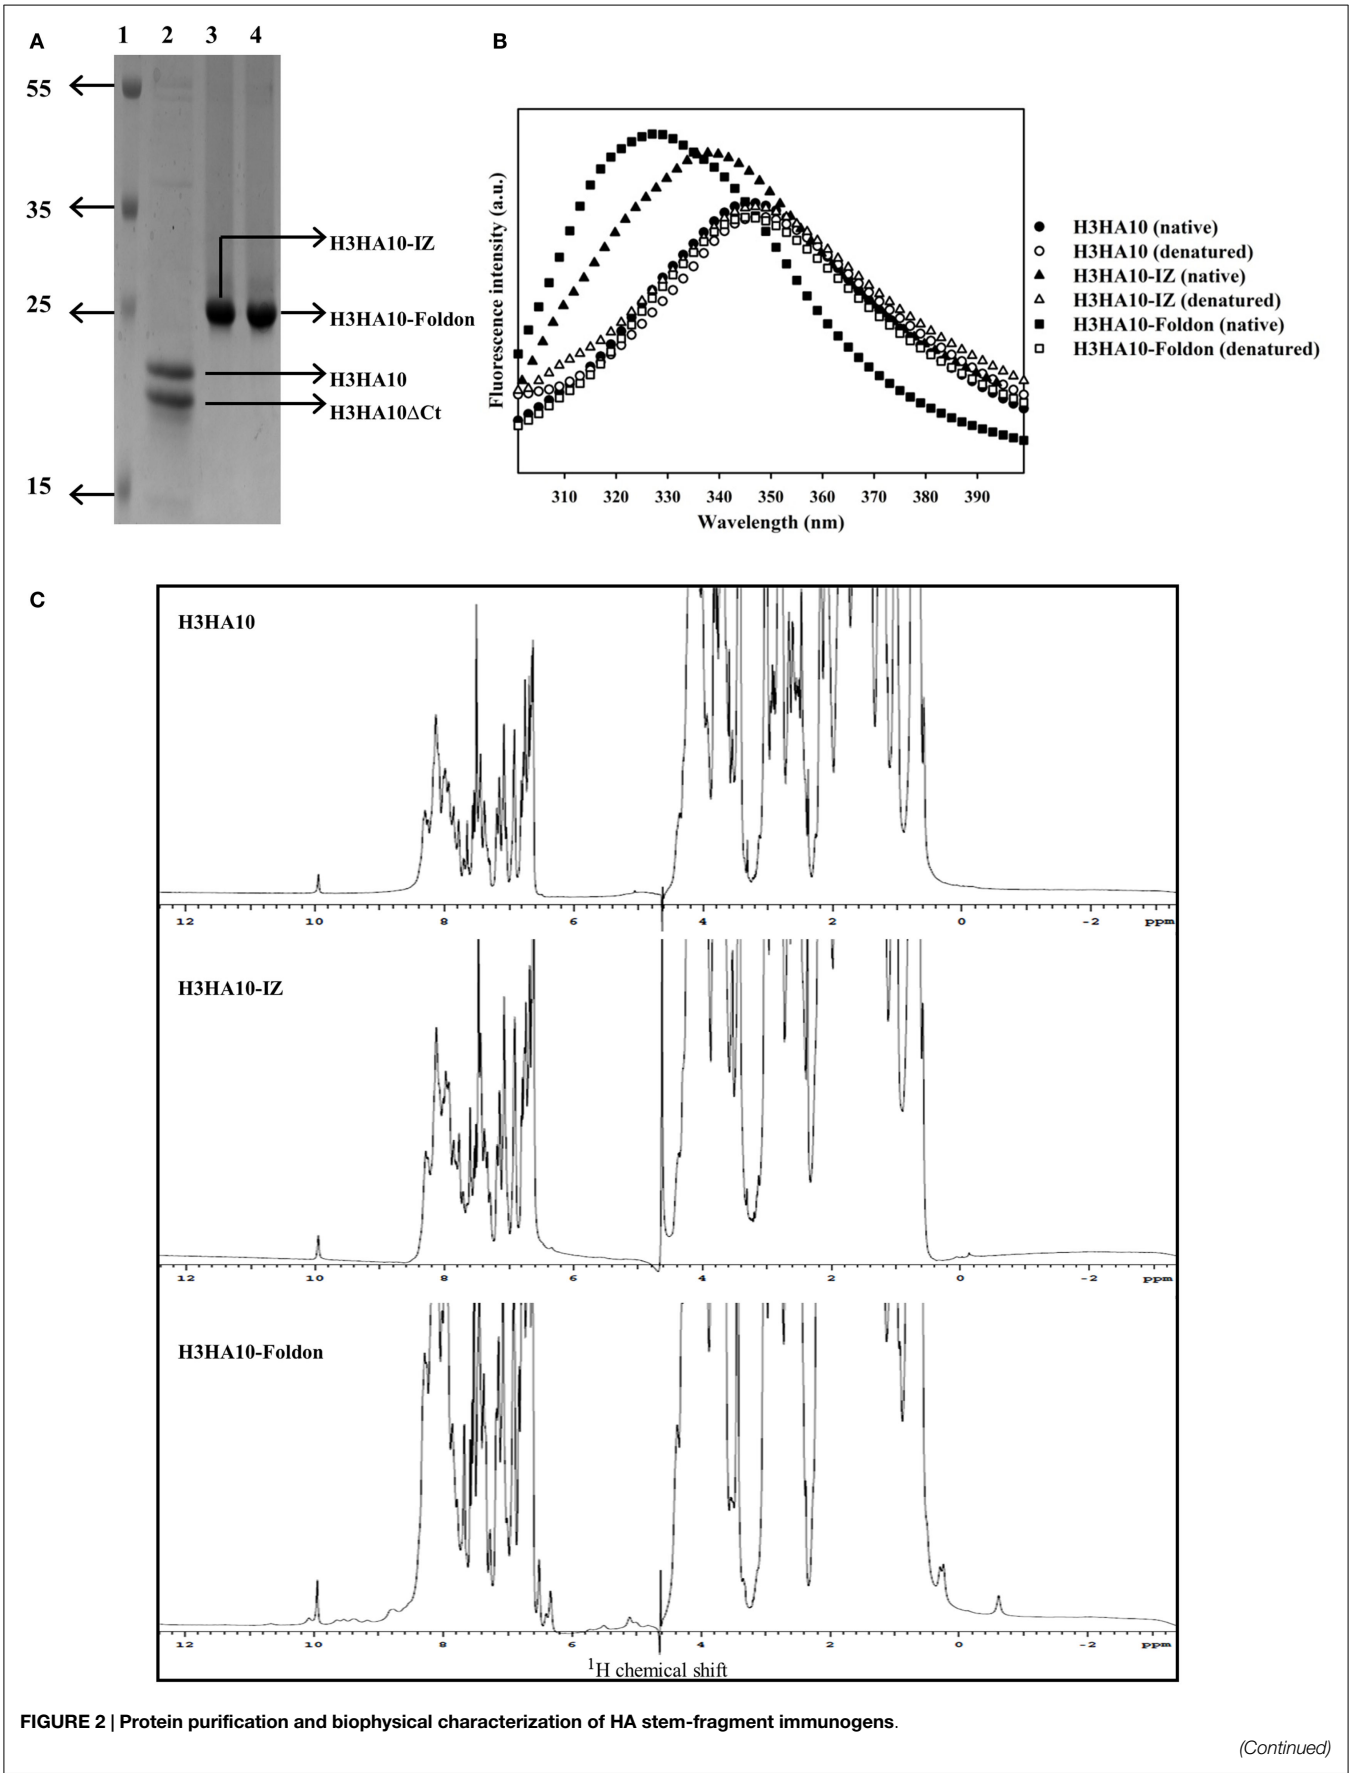 A
1 2 3 4
55
35
25
15
H3HA10-IZ
H3HA10-Foldon
H3HA10
H3HA10ΔCt
B
Fluorescence intensity (a.u.)
310 320 330 340 350 360 370 380 390
Wavelength (nm)
H3HA10 (native)
H3HA10 (denatured)
H3HA10-IZ (native)
H3HA10-IZ (denatured)
H3HA10-Foldon (native)
H3HA10-Foldon (denatured)
C
H3HA10
12 10 8 6 4 2 0 -2 ppm
H3HA10-IZ
12 10 8 6 4 2 0 -2 ppm
H3HA10-Foldon
12 10 8 6 4 2 0 -2 ppm
¹H chemical shift
FIGURE 2 | Protein purification and biophysical characterization of HA stem-fragment immunogens.
(Continued)